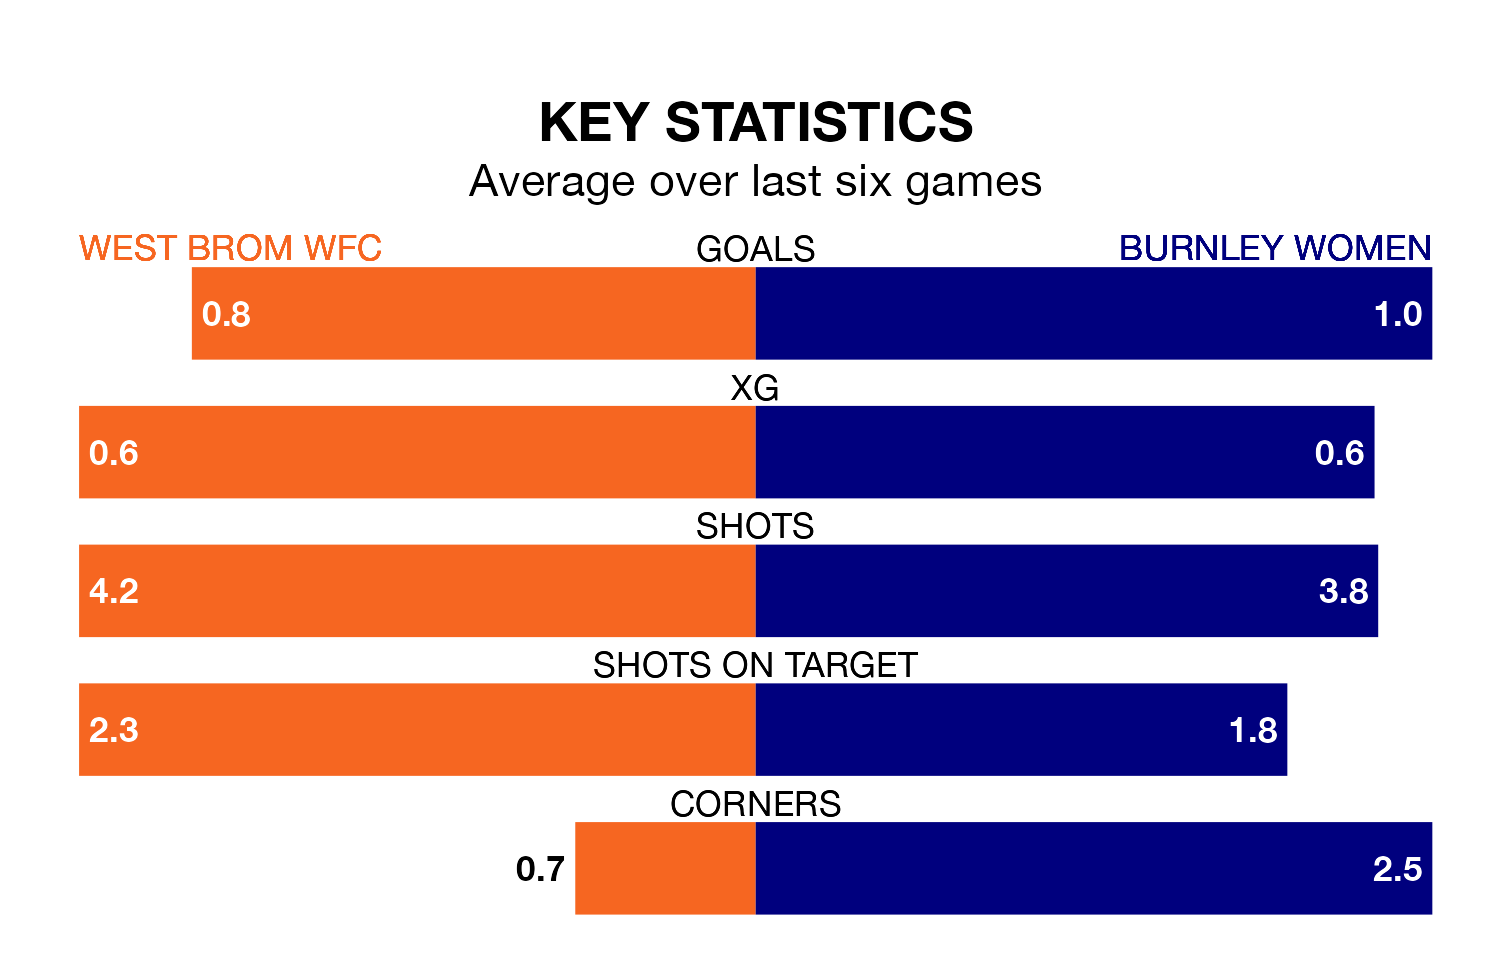 KEY STATISTICS
Average over last six games
WEST BROM WFC GOALS BURNLEY WOMEN
0.8 1.0
XG
0.6 0.6
SHOTS
4.2 3.8
SHOTS ON TARGET
2.3 1.8
CORNERS
0.7 2.5